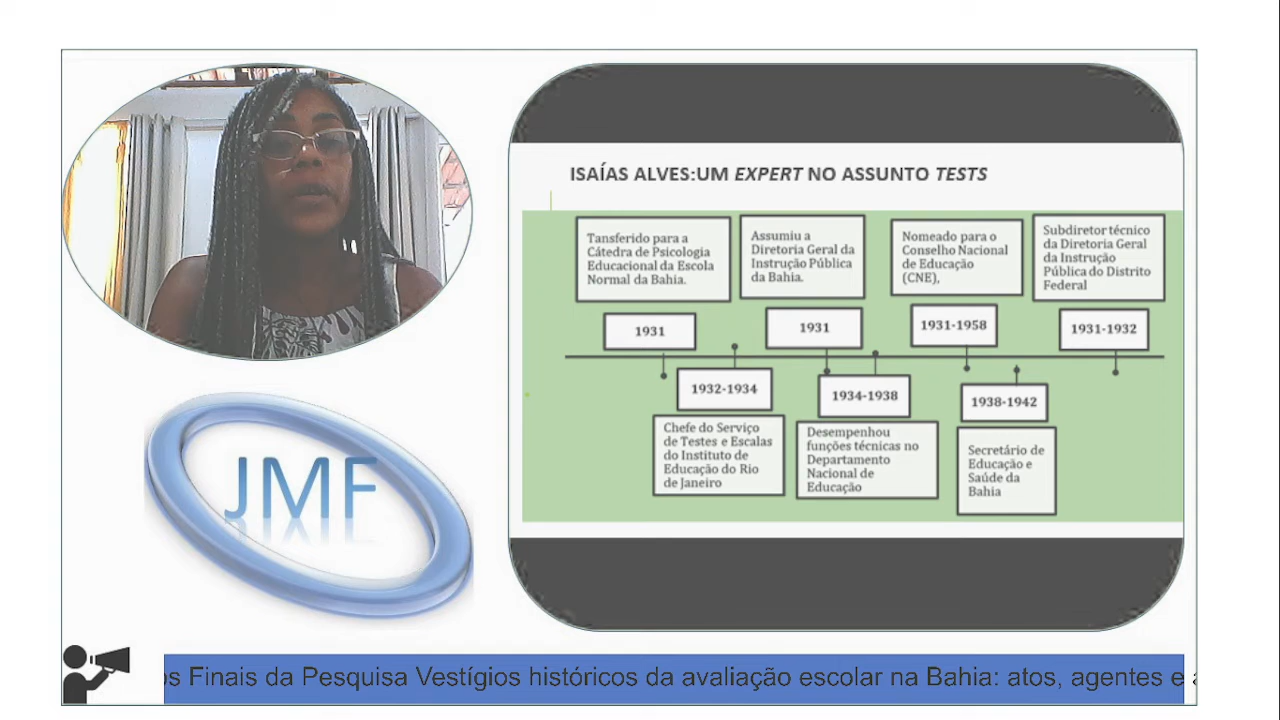 ISAÍAS ALVES:UM EXPERT NO ASSUNTO TESTS
Tansferido para a
Cátedra de Psicologia
Educacional da Escola
Normal da Bahia.
Assumiu a
Diretoria Geral da
Instrução Pública
da Bahia.
Nomeado para o
Conselho Nacional
de Educação
(CNE),
Subdiretor técnico
da Diretoria Geral
da Instrução
Pública do Distrito
Federal
1931
1931
1931-1958
1931-1932
1932-1934
1934-1938
1938-1942
Chefe do Serviço
de Testes e Escalas
do Instituto de
Educação do Rio
de Janeiro
Desempenhou
funções técnicas no
Departamento
Nacional de
Educação
Secretário de
Educação e
Saúde da
Bahia
JMF
os Finais da Pesquisa Vestígios históricos da avaliação escolar na Bahia: atos, agentes e a